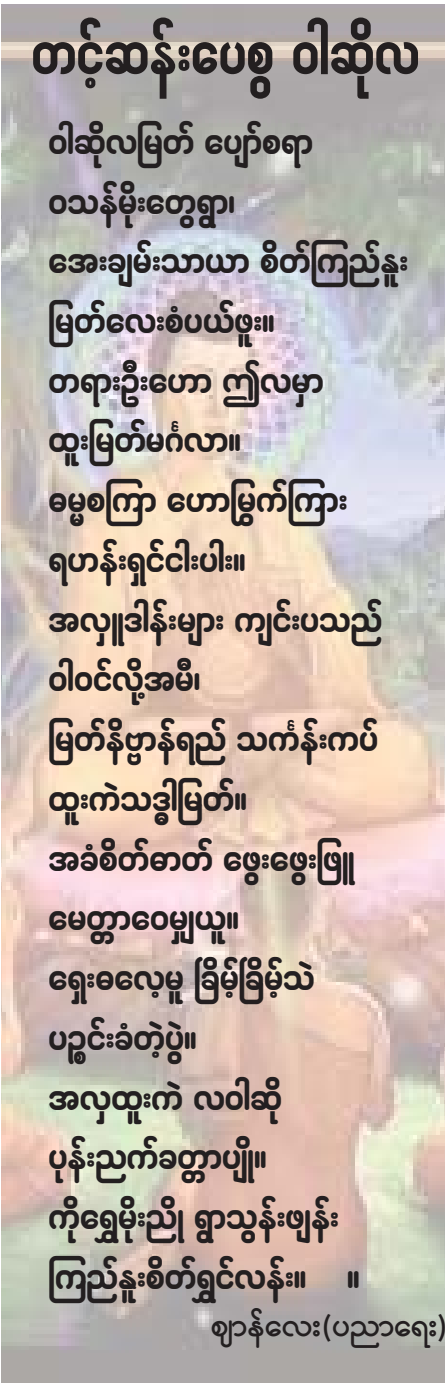 တင့်ဆန်းပေစွ ဝါဆိုလ
ဝါဆိုလမြတ် ပျော်စရာ
ဝသန်မိုးတွေရွာ၊
အေးချမ်းသာယာ စိတ်ကြည်နူး
မြတ်လေးစံပယ်ဖူး။
တရားဦးဟော ဤလမှာ
ထူးမြတ်မင်္ဂလာ။
ဓမ္မစကြာ ဟောမြွက်ကြား
ရဟန်းရှင်ငါးပါး။
အလှူဒါန်းများ ကျင်းပသည်
ဝါဝင်လို့အမီ၊
မြတ်နိဗ္ဗာန်ရည် သင်္ကန်းကပ်
ထူးကဲသဒ္ဓါမြတ်။
အခံစိတ်ဓာတ် ဖွေးဖွေးဖြူ
မေတ္တာဝေမျှယူ။
ရှေးဓလေ့မူ ခြိမ့်ခြိမ့်သဲ
ပဉ္စင်းခံတဲ့ပွဲ။
အလှထူးကဲ လဝါဆို
ပုန်းညက်ခတ္တာပျို။
ကိုရွှေမိုးညို ရွာသွန်းဖျန်း
ကြည်နူးစိတ်ရွှင်လန်း။ ။
ဈာန်လေး(ပညာရေး)